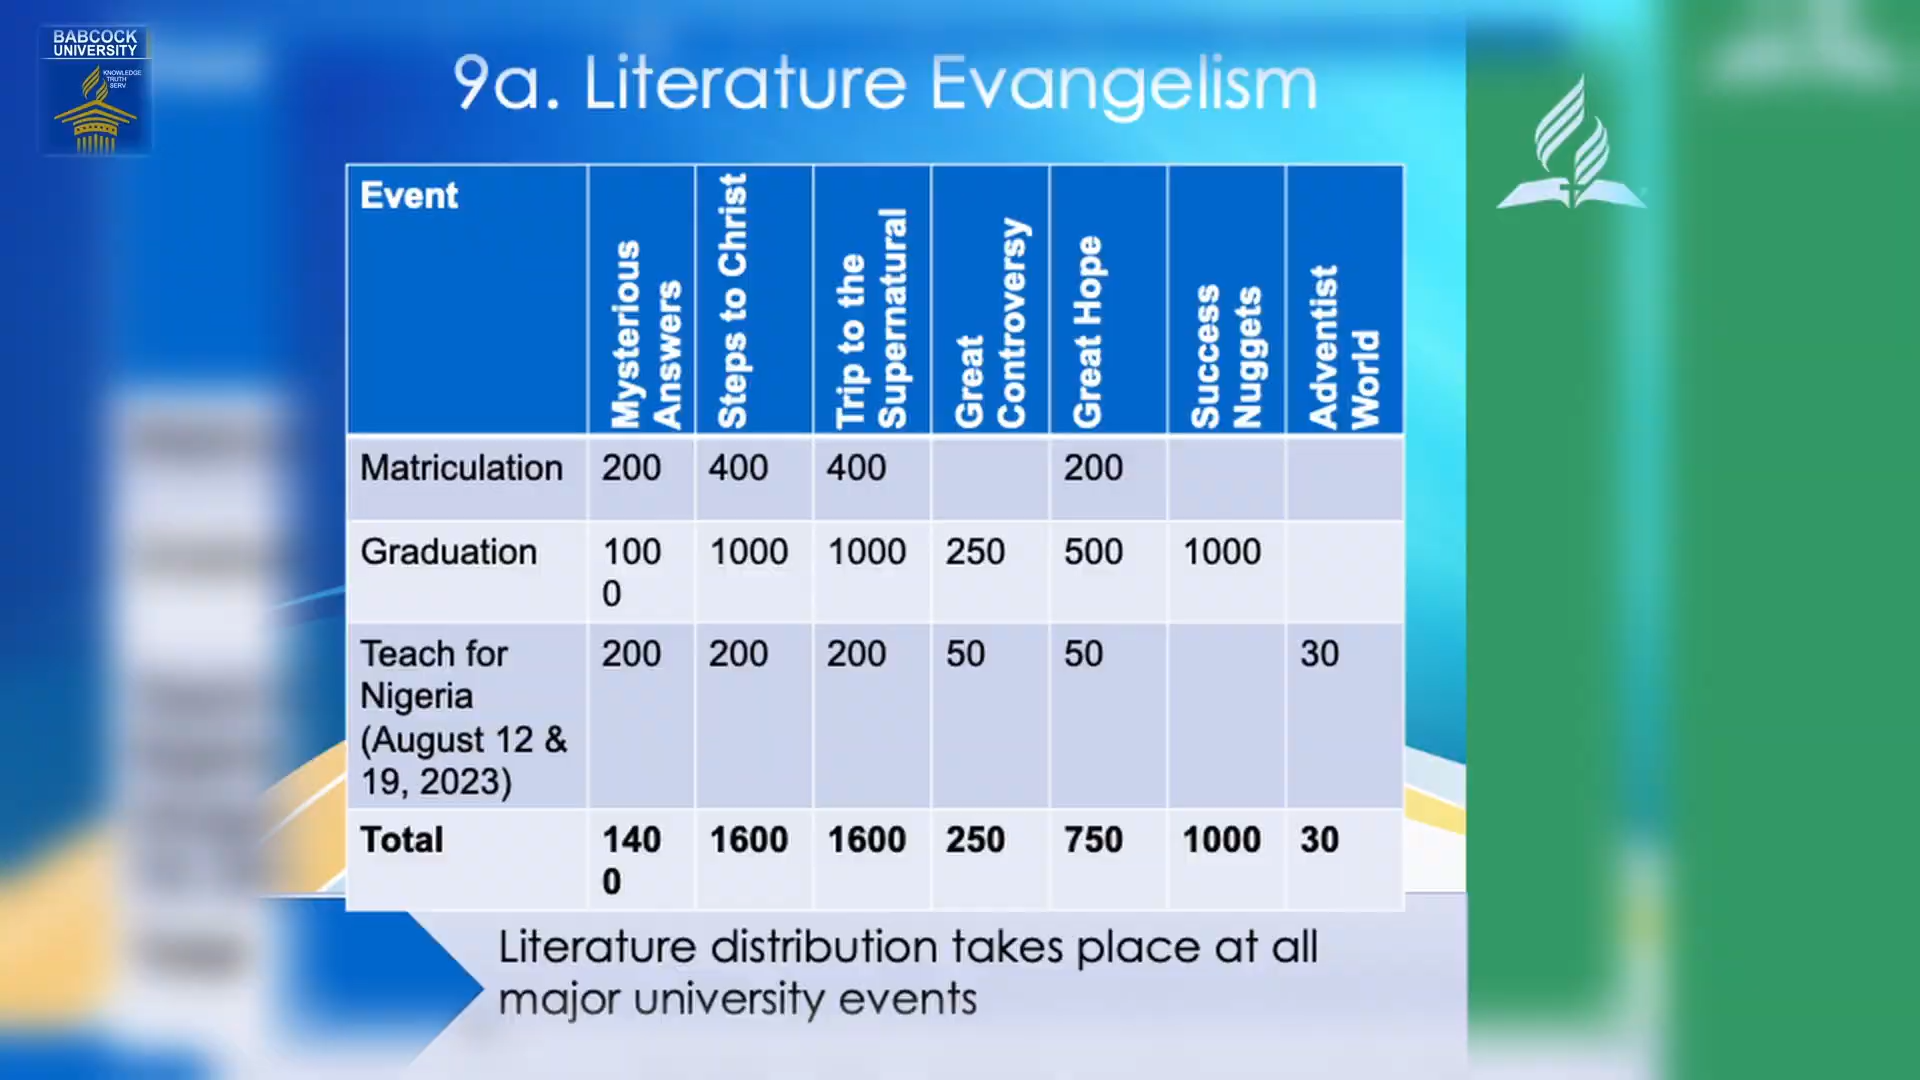 BABCOCK
UNIVERSITY
KNOWLEDGE
TRUTH
SERV
9a. Literature Evangelism
Event
Mysterious
Answers
Steps to Christ
Trip to the
Supernatural
Great
Controversy
Great Hope
Success
Nuggets
Adventist
World
Matriculation 200 400 400 200
Graduation 100 1000 1000 250 500 1000
0
Teach for 200 200 200 50 50 30
Nigeria
(August 12 &
19, 2023)
Total 140 1600 1600 250 750 1000 30
0
Literature distribution takes place at all
major university events